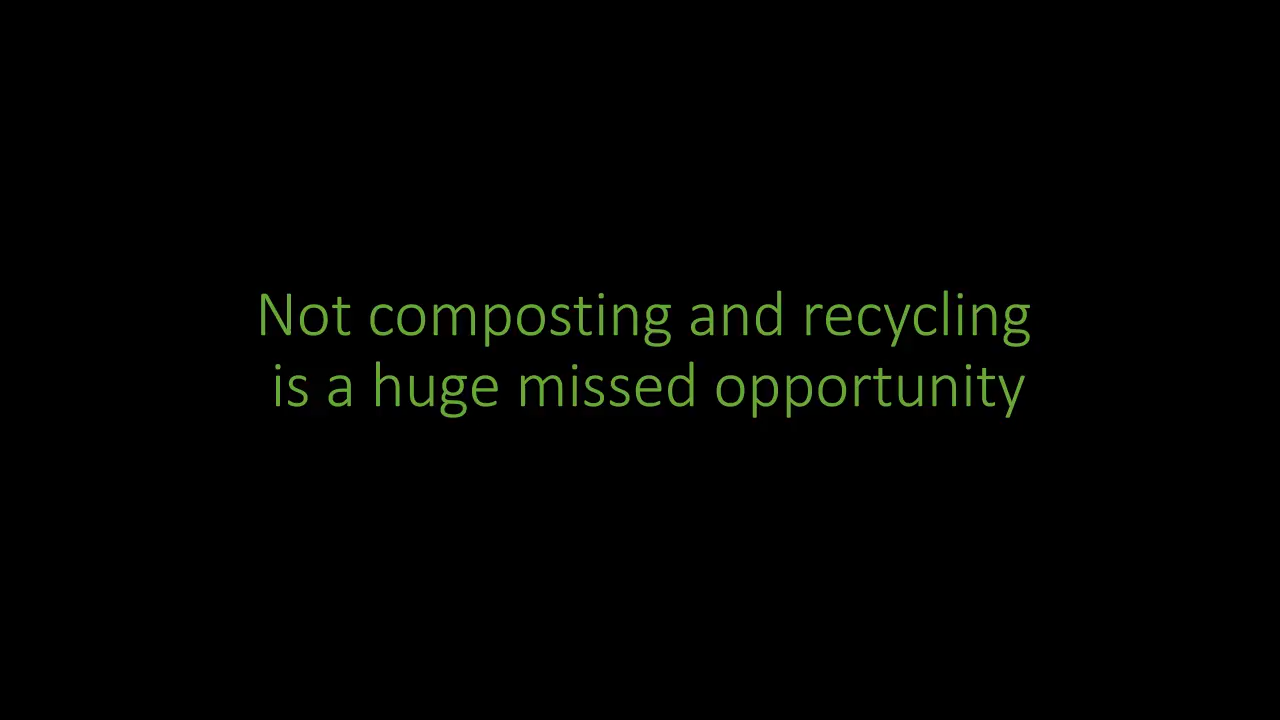 Not composting and recycling
is a huge missed opportunity